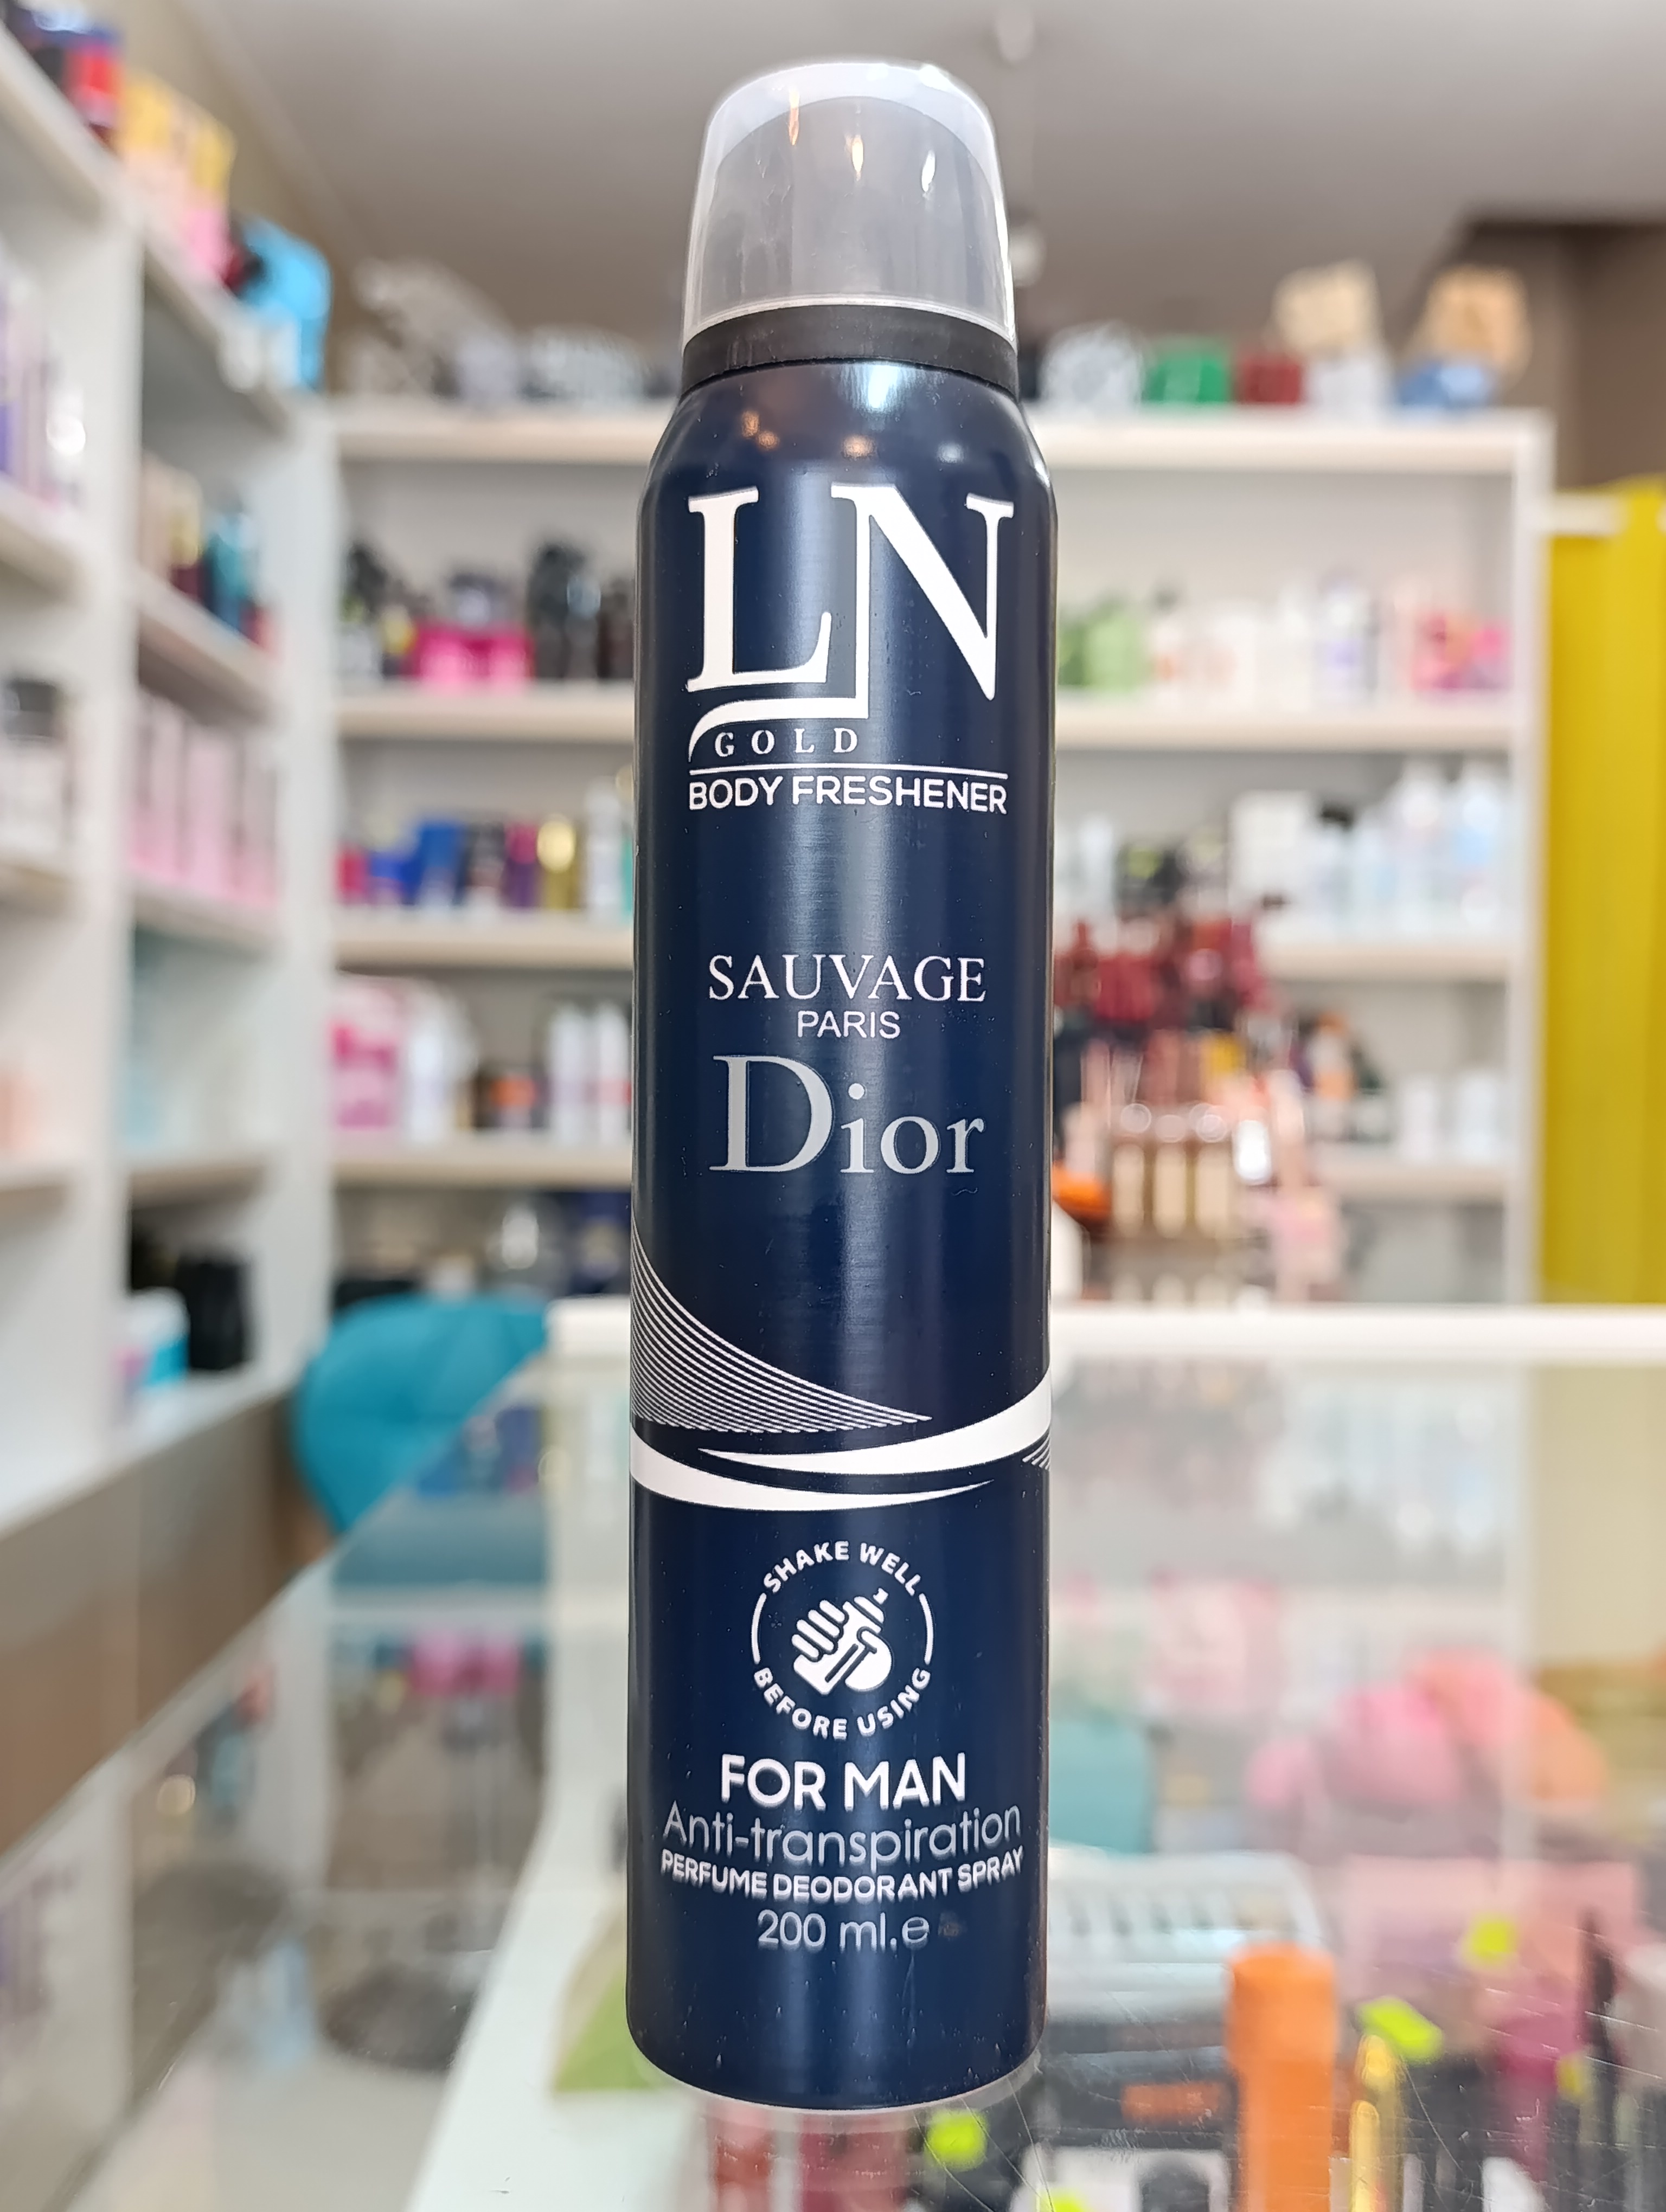 LN
GOLD
BODY FRESHENER
SAUVAGE
PARIS
Dior
SHAKE WELL
BEFORE USING
FOR MAN
Anti-transpiration
PERFUME DEODORANT SPRAY
200 ml.e